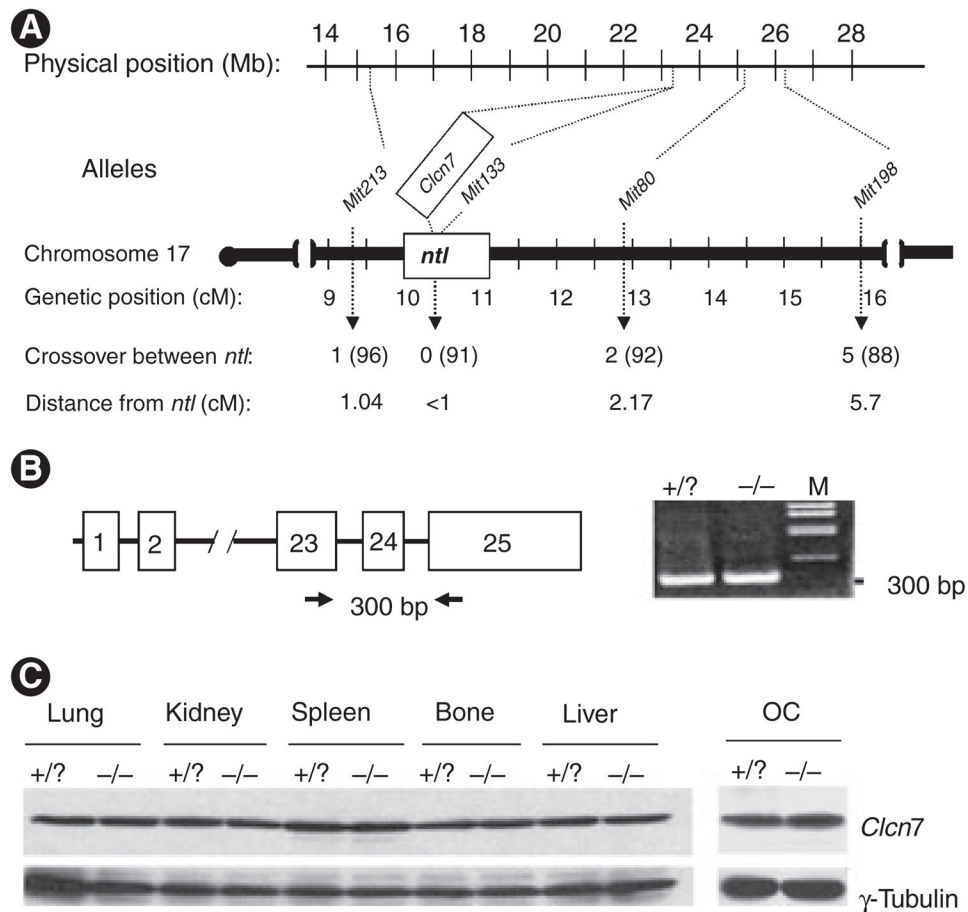 A
14 16 18 20 22 24 26 28
Physical position (Mb):
Alleles
Mit213 Clcn7 Mit133 Mit80 Mit198
Chromosome 17 ntl
Genetic position (cM): 9 10 11 12 13 14 15 16
Crossover between ntl: 1 (96) 0 (91) 2 (92) 5 (88)
Distance from ntl (cM): 1.04 <1 2.17 5.7
B
+/? –/– M
1 2 23 24 25
300 bp 300 bp
C
Lung Kidney Spleen Bone Liver OC
+/? –/– +/? –/– +/? –/– +/? –/– +/? –/– +/? –/–
Clcn7
γ-Tubulin